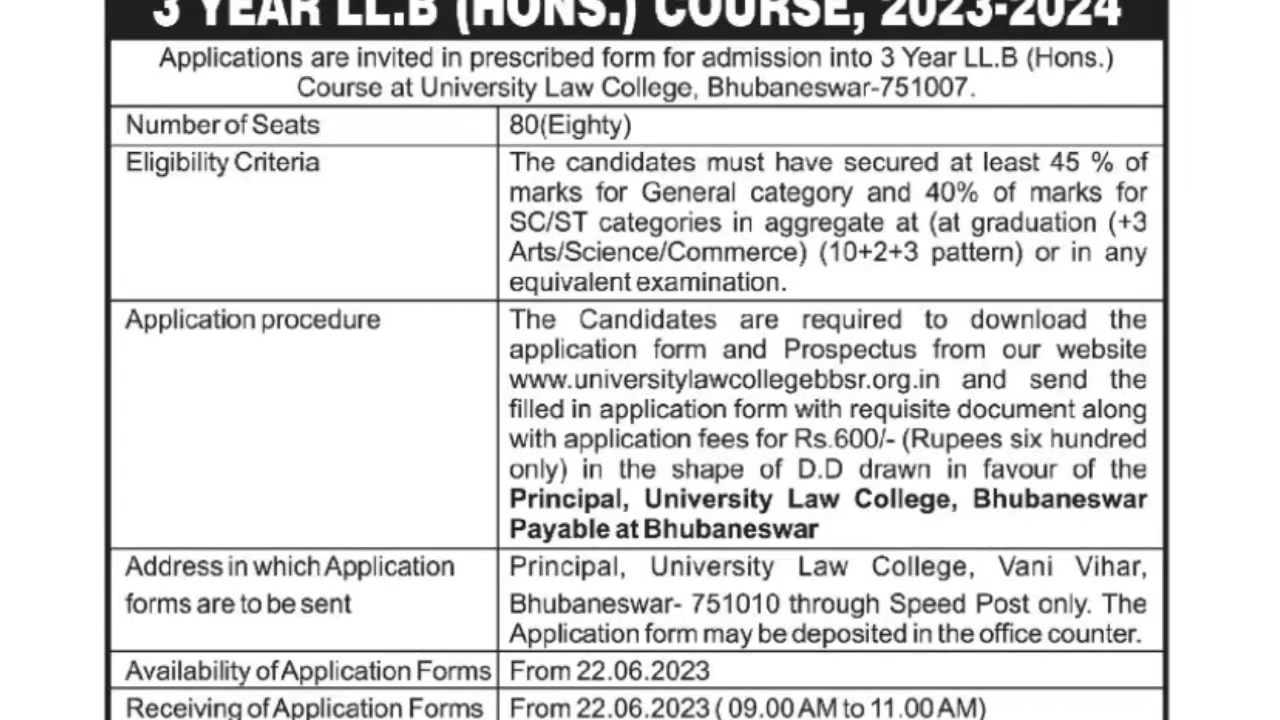 3 YEAR LL.B (HONS.) COURSE, 2023-2024
Applications are invited in prescribed form for admission into 3 Year LL.B (Hons.)
Course at University Law College, Bhubaneswar-751007.
Number of Seats
80(Eighty)
Eligibility Criteria
The candidates must have secured at least 45 % of
marks for General category and 40% of marks for
SC/ST categories in aggregate at (at graduation (+3
Arts/Science/Commerce) (10+2+3 pattern) or in any
equivalent examination.
Application procedure
The Candidates are required to download the
application form and Prospectus from our website
www.universitylawcollegebbsr.org.in and send the
filled in application form with requisite document along
with application fees for Rs.600/- (Rupees six hundred
only) in the shape of D.D drawn in favour of the
Principal, University Law College, Bhubaneswar
Payable at Bhubaneswar
Address in which Application
forms are to be sent
Principal, University Law College, Vani Vihar,
Bhubaneswar- 751010 through Speed Post only. The
Application form may be deposited in the office counter.
Availability of Application Forms
From 22.06.2023
Receiving of Application Forms
From 22.06.2023 ( 09.00 AM to 11.00 AM)